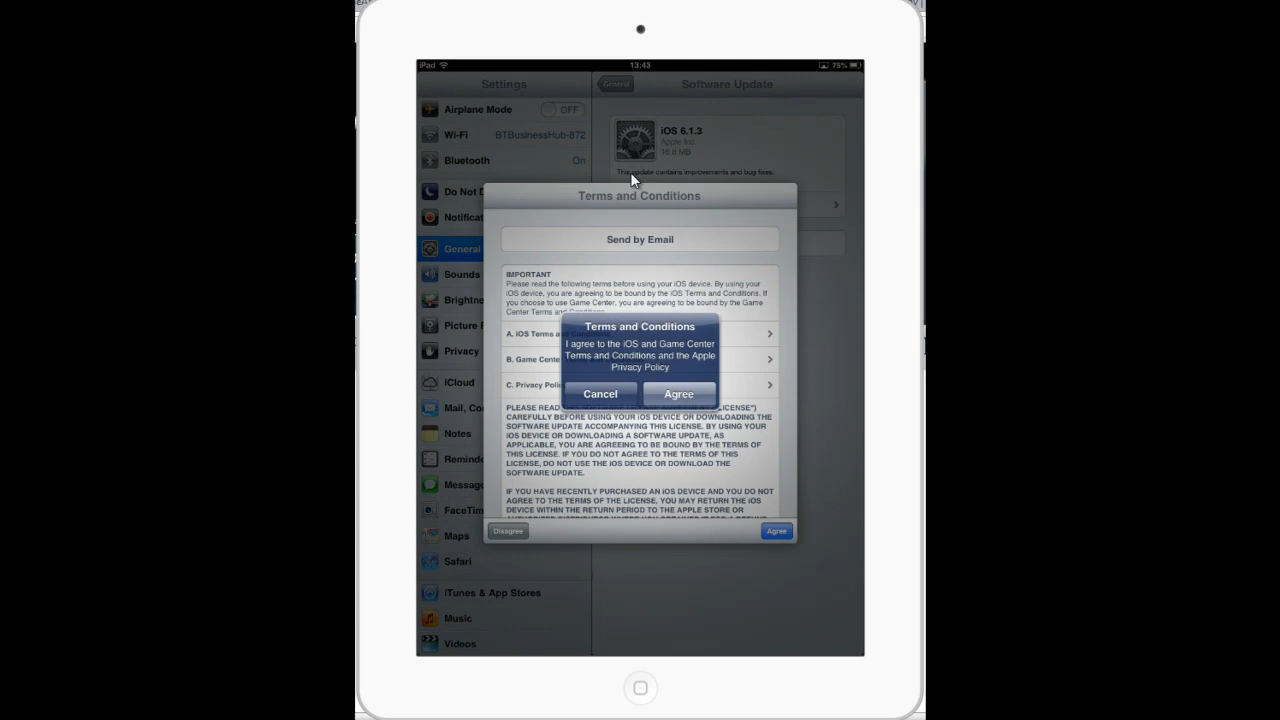 iPad 13:43 75%
Settings
General Software Update
Airplane Mode OFF
Wi-Fi BTBusinessHub-872
Bluetooth On
Do Not D
Notificat
General
Sounds
Brightne
Picture F
Privacy
iCloud
Mail, Co
Notes
Reminde
Message
FaceTim
Maps
Safari
iTunes & App Stores
Music
Videos
iOS 6.1.3
Apple Inc.
16.8 MB
This update contains improvements and bug fixes.
Terms and Conditions
Send by Email
IMPORTANT
Please read the following terms before using your iOS device. By using your
iOS device, you are agreeing to be bound by the iOS Terms and Conditions. If
you choose to use Game Center, you are agreeing to be bound by the Game
Center Terms and Conditions.
A. iOS Terms and Conditions
B. Game Cente
C. Privacy Poli
Terms and Conditions
I agree to the iOS and Game Center
Terms and Conditions and the Apple
Privacy Policy
Cancel Agree
PLEASE READ LICENSE")
CAREFULLY BEFORE USING YOUR iOS DEVICE OR DOWNLOADING THE
SOFTWARE UPDATE ACCOMPANYING THIS LICENSE. BY USING YOUR
iOS DEVICE OR DOWNLOADING A SOFTWARE UPDATE, AS
APPLICABLE, YOU ARE AGREEING TO BE BOUND BY THE TERMS OF
THIS LICENSE. IF YOU DO NOT AGREE TO THE TERMS OF THIS
LICENSE, DO NOT USE THE iOS DEVICE OR DOWNLOAD THE
SOFTWARE UPDATE.
IF YOU HAVE RECENTLY PURCHASED AN iOS DEVICE AND YOU DO NOT
AGREE TO THE TERMS OF THE LICENSE, YOU MAY RETURN THE iOS
DEVICE WITHIN THE RETURN PERIOD TO THE APPLE STORE OR
Disagree Agree